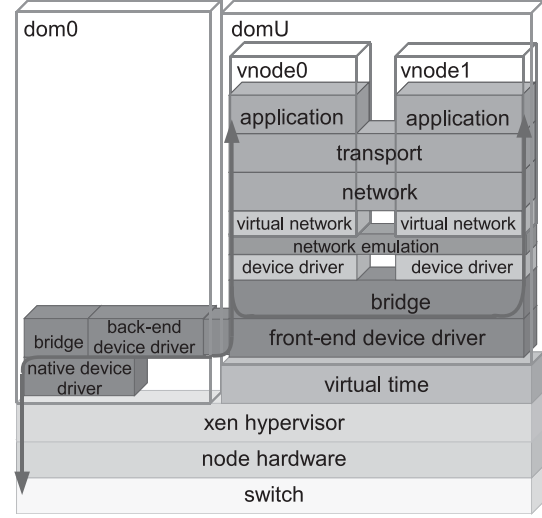 dom0
domU
vnode0
vnode1
application
application
transport
network
virtual network
virtual network
network emulation
device driver
device driver
bridge
bridge
back-end
device driver
front-end device driver
native device
driver
virtual time
xen hypervisor
node hardware
switch